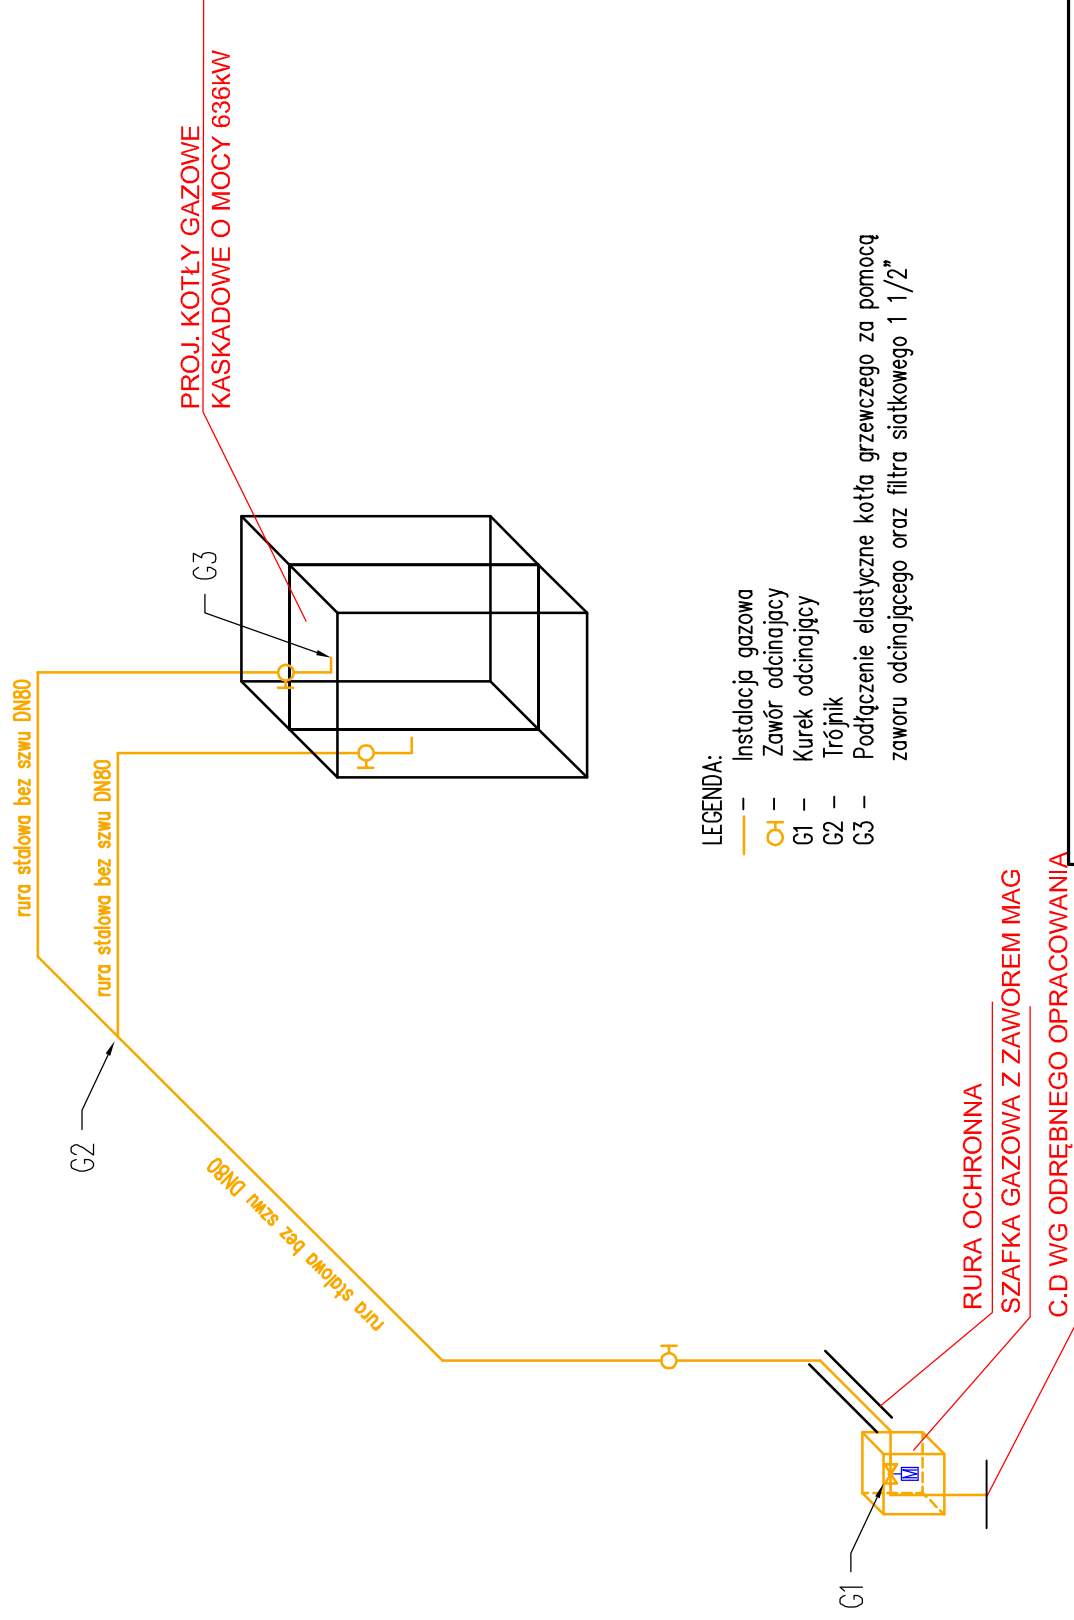 PROJ. KOTŁY GAZOWE
KASKADOWE O MOCY 636kW
G3
rura stalowa bez szwu DN80
rura stalowa bez szwu DN80
G2
rura stalowa bez szwu DN80
LEGENDA:
– Instalacja gazowa
– Zawór odcinajacy
G1 – Kurek odcinający
G2 – Trójnik
G3 – Podłączenie elastyczne kotła grzewczego za pomocą
zaworu odcinającego oraz filtra siatkowego 1 1/2”
RURA OCHRONNA
SZAFKA GAZOWA Z ZAWOREM MAG
C.D WG ODRĘBNEGO OPRACOWANIA
M
G1